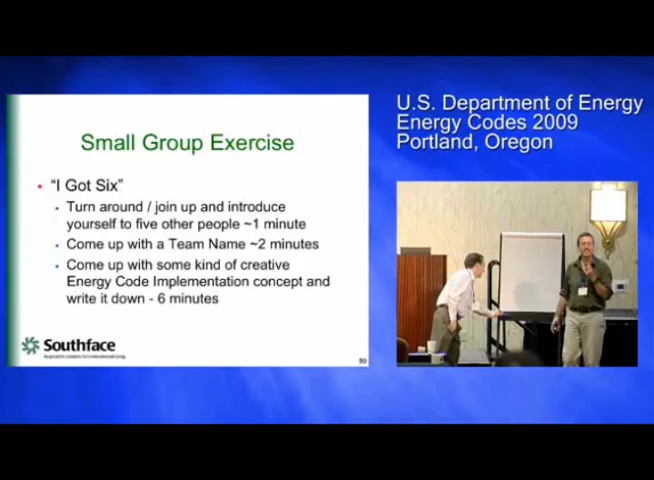 Small Group Exercise
• "I Got Six"
• Turn around / join up and introduce
yourself to five other people ~1 minute
• Come up with a Team Name ~2 minutes
• Come up with some kind of creative
Energy Code Implementation concept and
write it down - 6 minutes
Southface
U.S. Department of Energy
Energy Codes 2009
Portland, Oregon